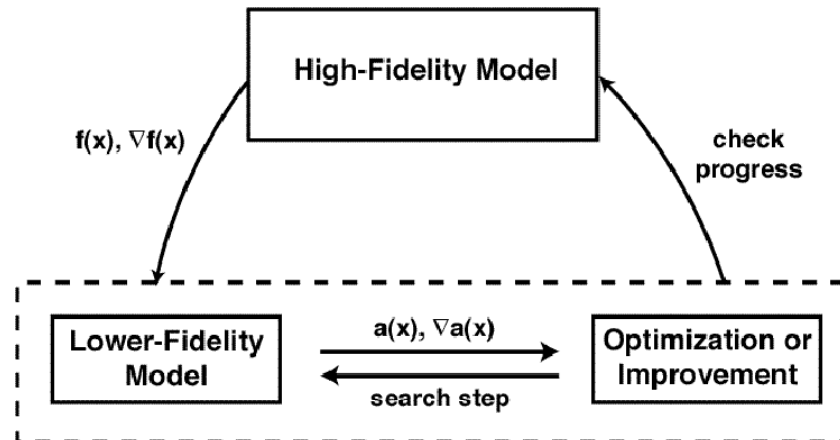 High-Fidelity Model
f(x), ∇f(x)
check
progress
Lower-Fidelity
Model
a(x), ∇a(x)
search step
Optimization or
Improvement